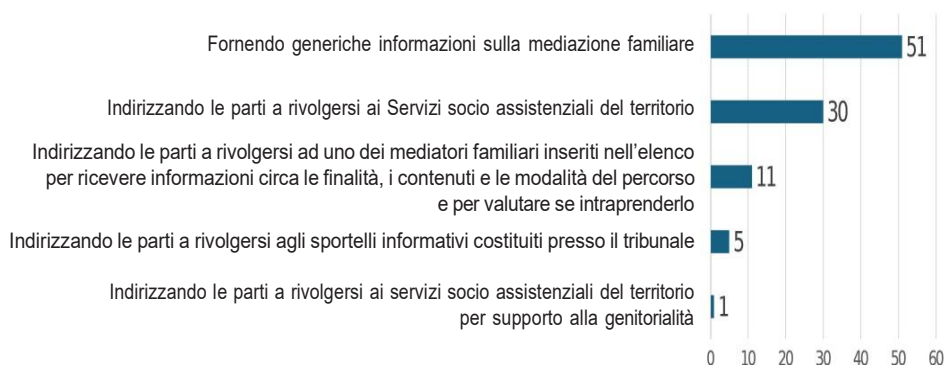 Fornendo generiche informazioni sulla mediazione familiare
51
Indirizzando le parti a rivolgersi ai Servizi socio assistenziali del territorio
30
Indirizzando le parti a rivolgersi ad uno dei mediatori familiari inseriti nell’elenco
per ricevere informazioni circa le finalità, i contenuti e le modalità del percorso
e per valutare se intraprenderlo
11
Indirizzando le parti a rivolgersi agli sportelli informativi costituiti presso il tribunale
5
Indirizzando le parti a rivolgersi ai servizi socio assistenziali del territorio
per supporto alla genitorialità
1
0 10 20 30 40 50 60